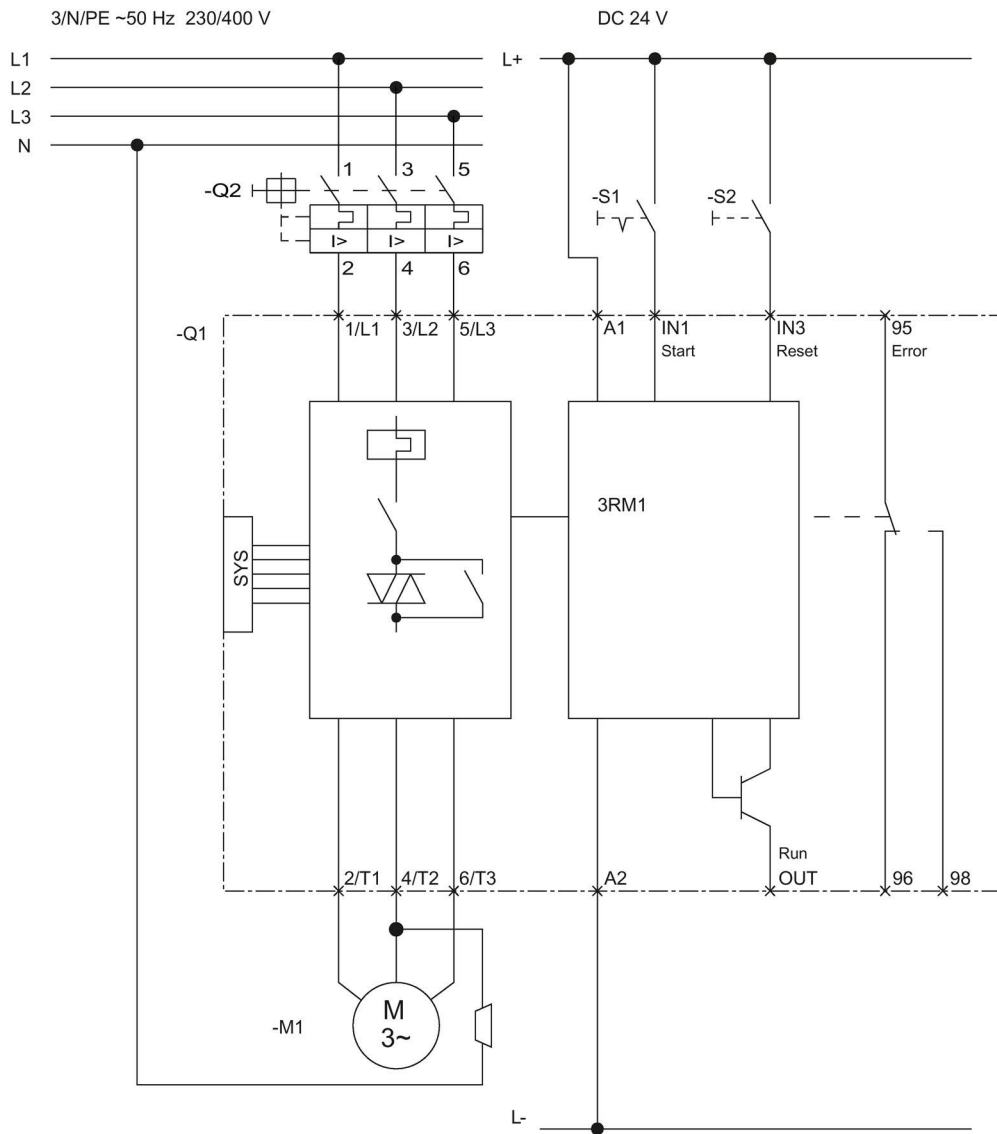 3/N/PE ~50 Hz 230/400 V
DC 24 V
L1
L+
L2
L3
N
1 3 5
-Q2
-S1
-S2
I> I> I>
2 4 6
-Q1
1/L1 3/L2 5/L3
A1
IN1
IN3
95
Start
Reset
Error
3RM1
SYS
Run
2/T1 4/T2 6/T3
A2
OUT
96
98
-M1
M
3~
L-